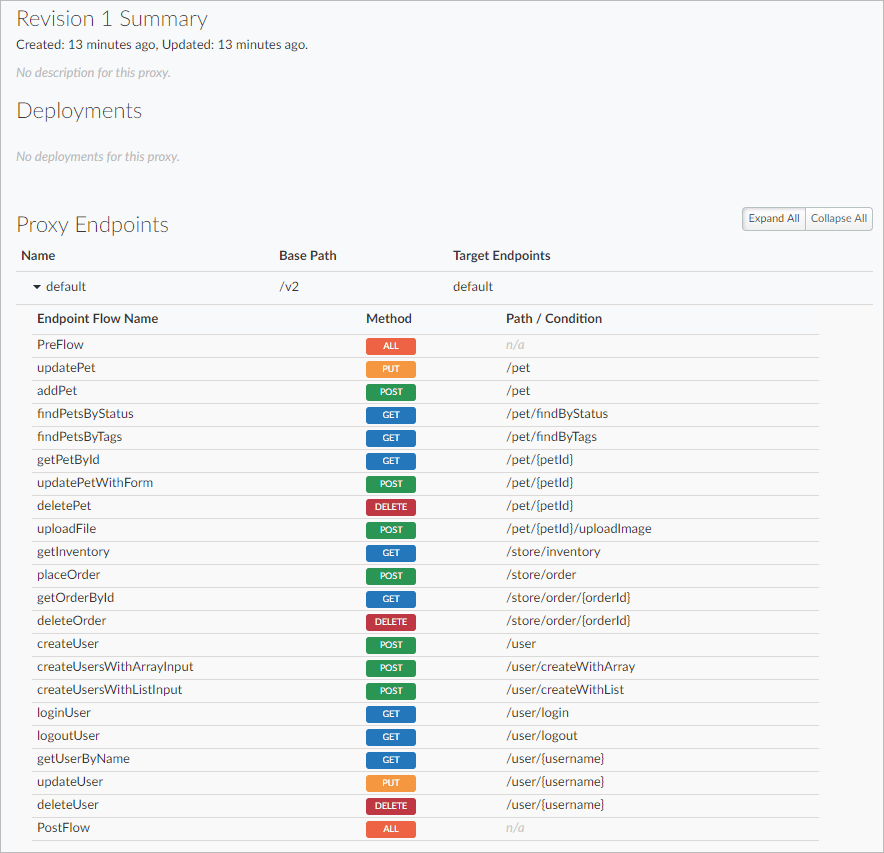 Revision 1 Summary
Created: 13 minutes ago, Updated: 13 minutes ago.
No description for this proxy.
Deployments
No deployments for this proxy.
Proxy Endpoints
Expand All Collapse All
Name Base Path Target Endpoints
default /v2 default
Endpoint Flow Name Method Path / Condition
PreFlow ALL n/a
updatePet PUT /pet
addPet POST /pet
findPetsByStatus GET /pet/findByStatus
findPetsByTags GET /pet/findByTags
getPetById GET /pet/{petId}
updatePetWithForm POST /pet/{petId}
deletePet DELETE /pet/{petId}
uploadFile POST /pet/{petId}/uploadImage
getInventory GET /store/inventory
placeOrder POST /store/order
getOrderById GET /store/order/{orderId}
deleteOrder DELETE /store/order/{orderId}
createUser POST /user
createUsersWithArrayInput POST /user/createWithArray
createUsersWithListInput POST /user/createWithList
loginUser GET /user/login
logoutUser GET /user/logout
getUserByName GET /user/{username}
updateUser PUT /user/{username}
deleteUser DELETE /user/{username}
PostFlow ALL n/a